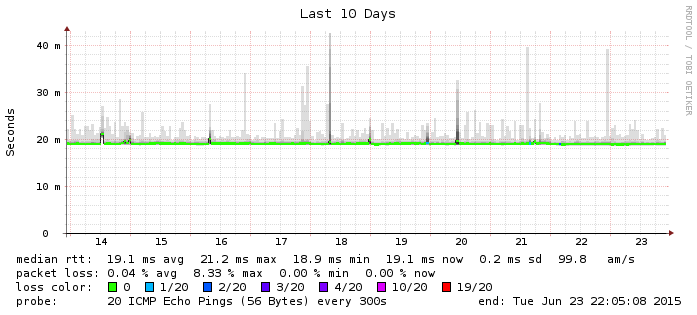 Last 10 Days
RRDTOOL / TOBI OETIKER
Seconds
40 m
30 m
20 m
10 m
0
14 15 16 17 18 19 20 21 22 23
median rtt: 19.1 ms avg 21.2 ms max 18.9 ms min 19.1 ms now 0.2 ms sd 99.8 am/s
packet loss: 0.04 % avg 8.33 % max 0.00 % min 0.00 % now
loss color: 0 1/20 2/20 3/20 4/20 10/20 19/20
probe: 20 ICMP Echo Pings (56 Bytes) every 300s end: Tue Jun 23 22:05:08 2015